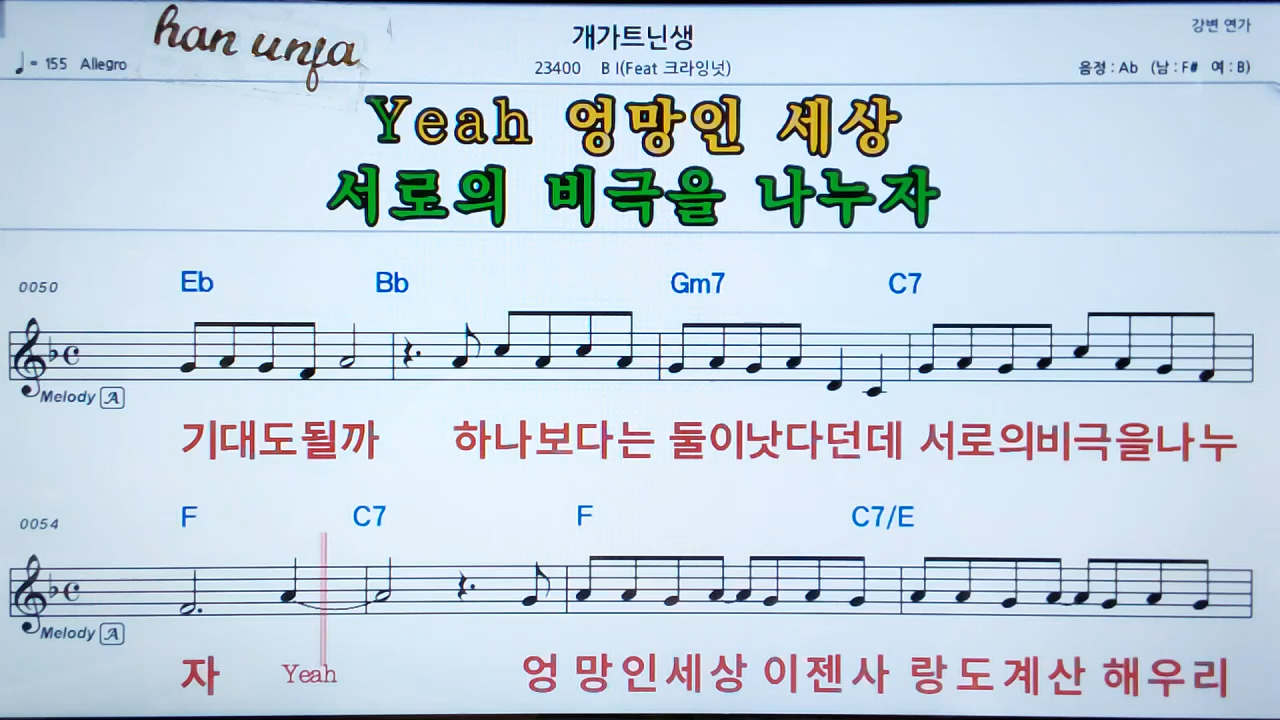 han unja
개가트닌생
강변 연가
♩= 155 Allegro
23400 B I(Feat 크라잉넛)
음정 : Ab (남 : F# 여 : B)
Yeah 엉망인 세상
서로의 비극을 나누자
0050 Eb Bb Gm7 C7
Melody A
기대도될까 하나보다는 둘이낫다던데 서로의비극을나누
0054 F C7 F C7/E
Melody A
자 Yeah 엉망인세상 이젠사랑도계산 해우리